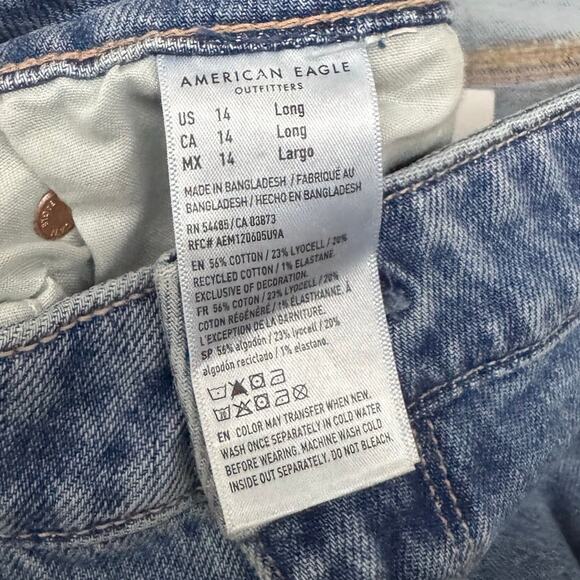 AMERICAN EAGLE
OUTFITTERS
US 14 Long
CA 14 Long
MX 14 Largo
MADE IN BANGLADESH / FABRIQUÉ AU
BANGLADESH / HECHO EN BANGLADESH
RN 54485 / CA 03873
RFC# AEM120605U9A
EN 56% COTTON / 23% LYOCELL / 20%
RECYCLED COTTON / 1% ELASTANE.
EXCLUSIVE OF DECORATION.
FR 56% COTON / 23% LYOCELL / 20%
COTON RÉGÉNÉRÉ / 1% ÉLASTHANNE, À
L'EXCEPTION DE LA GARNITURE.
SP 56% algodón / 23% lyocell / 20%
algodón reciclado / 1% elastano.
EN COLOR MAY TRANSFER WHEN NEW.
WASH ONCE SEPARATELY IN COLD WATER
BEFORE WEARING. MACHINE WASH COLD
INSIDE OUT SEPARATELY. DO NOT BLEACH.